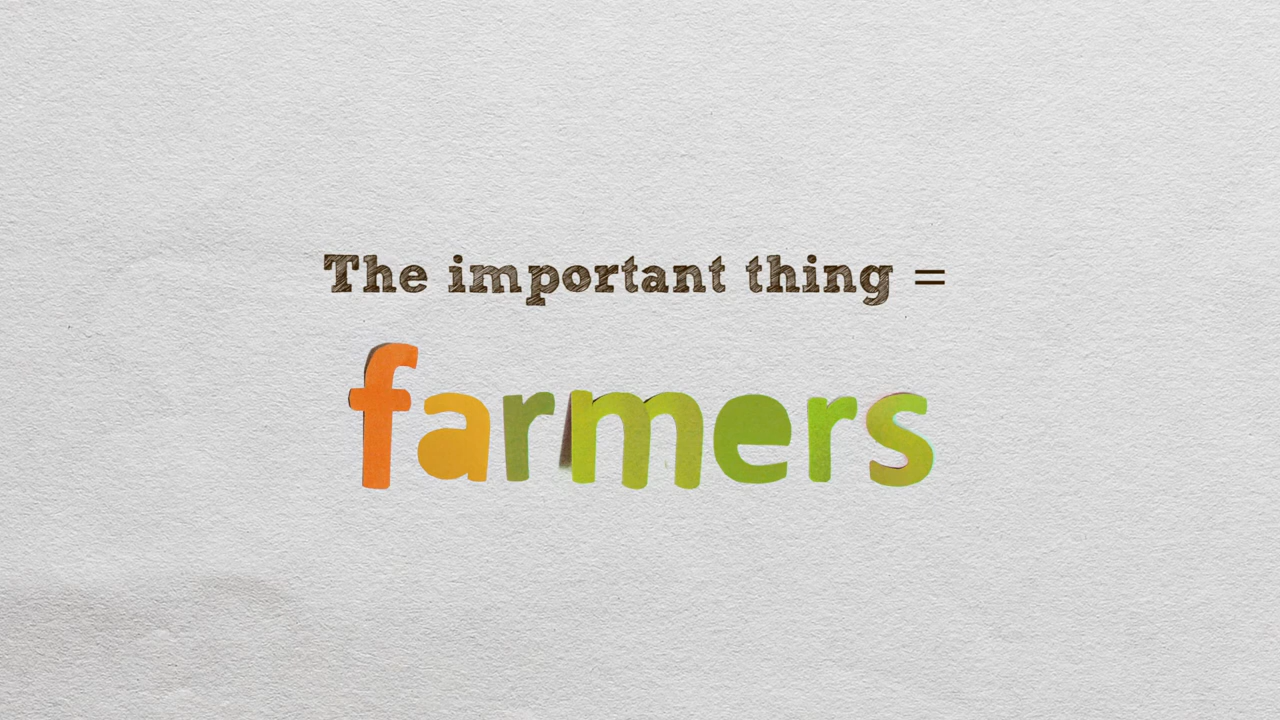 The important thing =
farmers